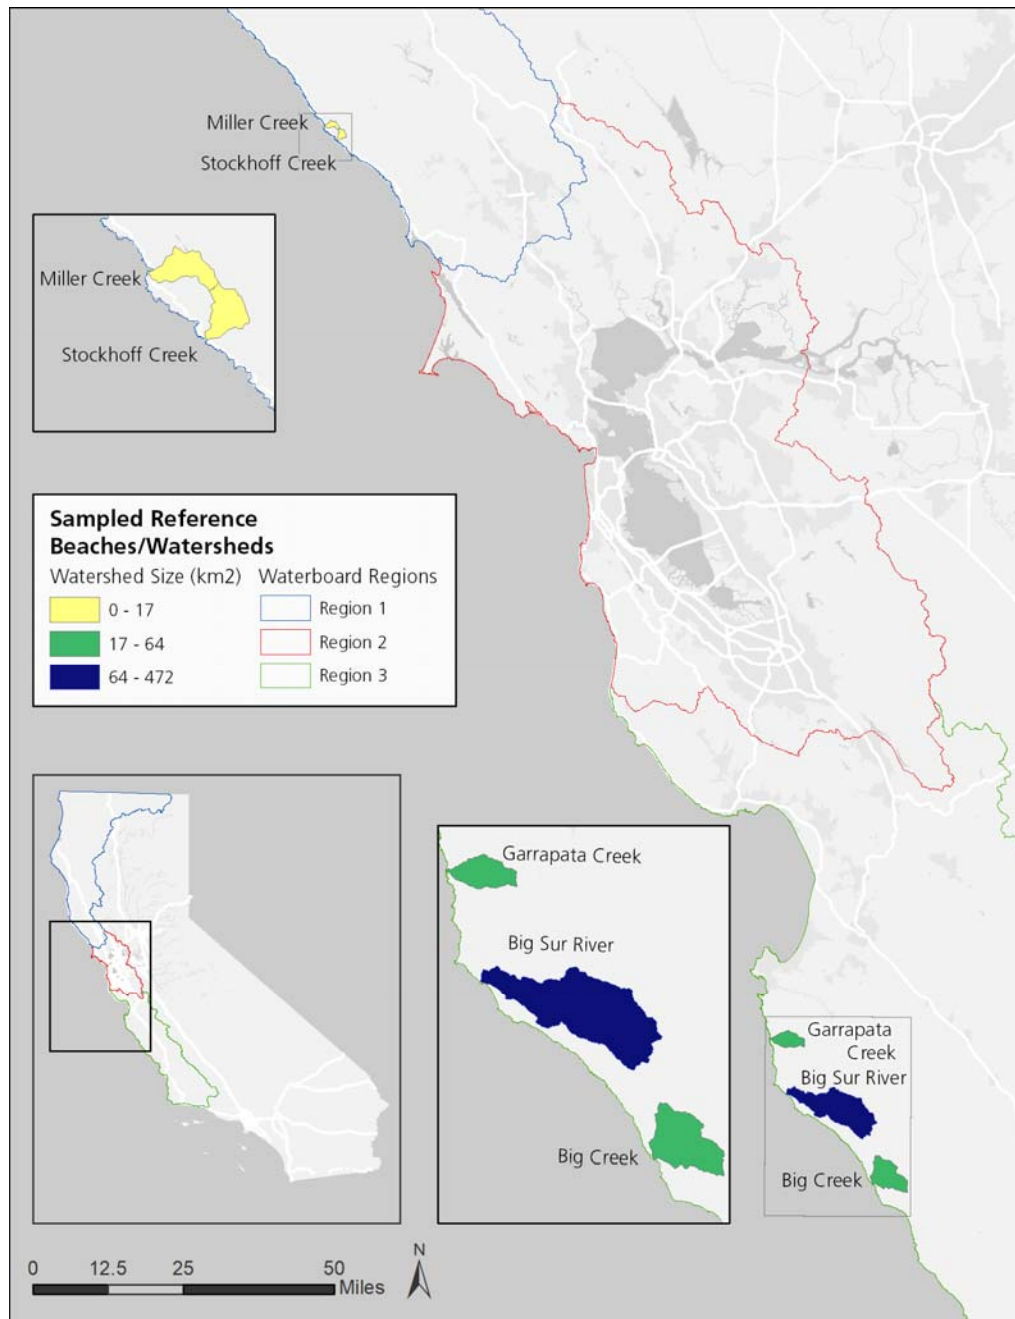 Miller Creek
Stockhoff Creek
Miller Creek
Stockhoff Creek
Sampled Reference
Beaches/Watersheds
Watershed Size (km2) Waterboard Regions
0 - 17 Region 1
17 - 64 Region 2
64 - 472 Region 3
Garrapata Creek
Big Sur River
Big Creek
Garrapata
Creek
Big Sur River
Big Creek
N
0 12.5 25 50
Miles